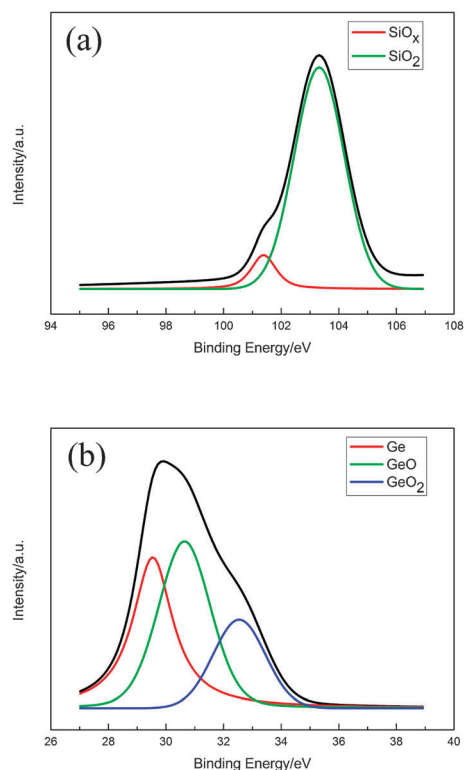 (a)
SiOx
SiO2
Intensity/a.u.
94 96 98 100 102 104 106 108
Binding Energy/eV
(b)
Ge
GeO
GeO2
Intensity/a.u.
26 28 30 32 34 36 38 40
Binding Energy/eV